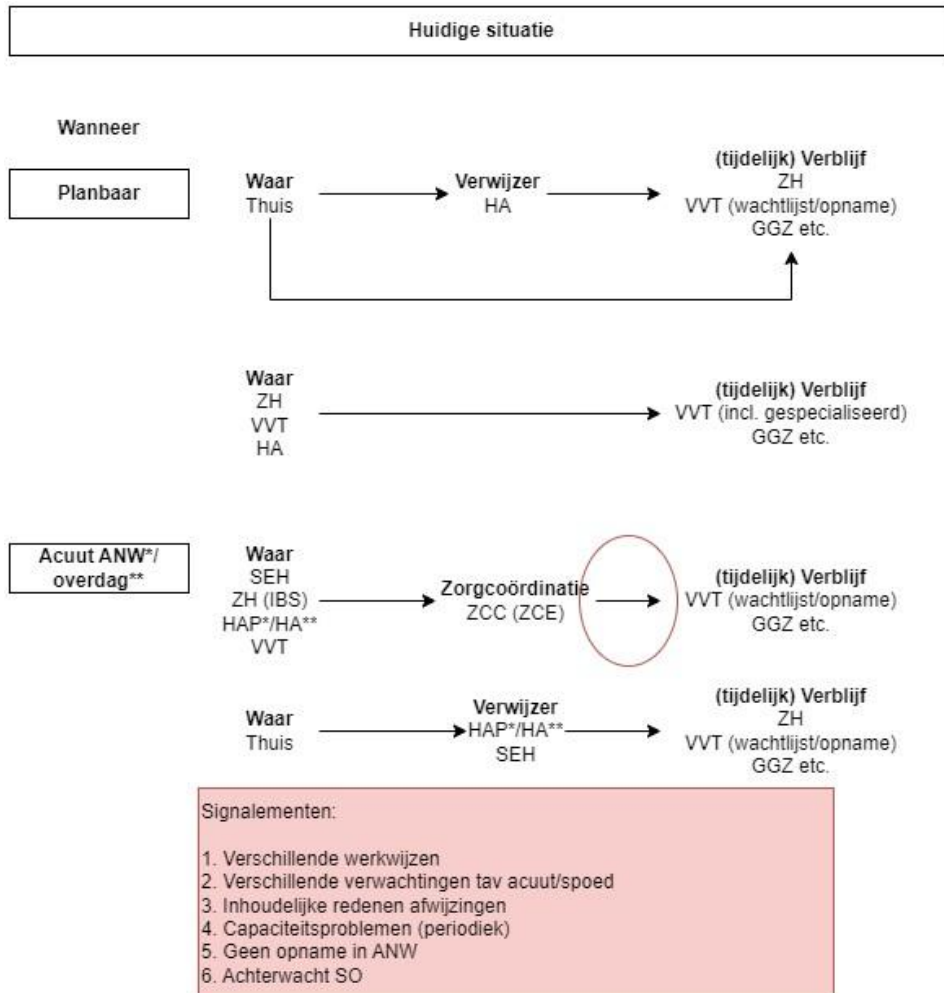 Huidige situatie
Wanneer
Planbaar
Waar
Thuis
Verwijzer
HA
(tijdelijk) Verblijf
ZH
VVT (wachtlijst/opname)
GGZ etc.
Waar
ZH
VVT
HA
(tijdelijk) Verblijf
VVT (incl. gespecialiseerd)
GGZ etc.
Acuut ANW*/
overdag**
Waar
SEH
ZH (IBS)
HAP*/HA**
VVT
Zorgcoördinatie
ZCC (ZCE)
(tijdelijk) Verblijf
VVT (wachtlijst/opname)
GGZ etc.
Waar
Thuis
Verwijzer
HAP*/HA**
SEH
(tijdelijk) Verblijf
ZH
VVT (wachtlijst/opname)
GGZ etc.
Signalementen:
1. Verschillende werkwijzen
2. Verschillende verwachtingen tav acuut/spoed
3. Inhoudelijke redenen afwijzingen
4. Capaciteitsproblemen (periodiek)
5. Geen opname in ANW
6. Achterwacht SO